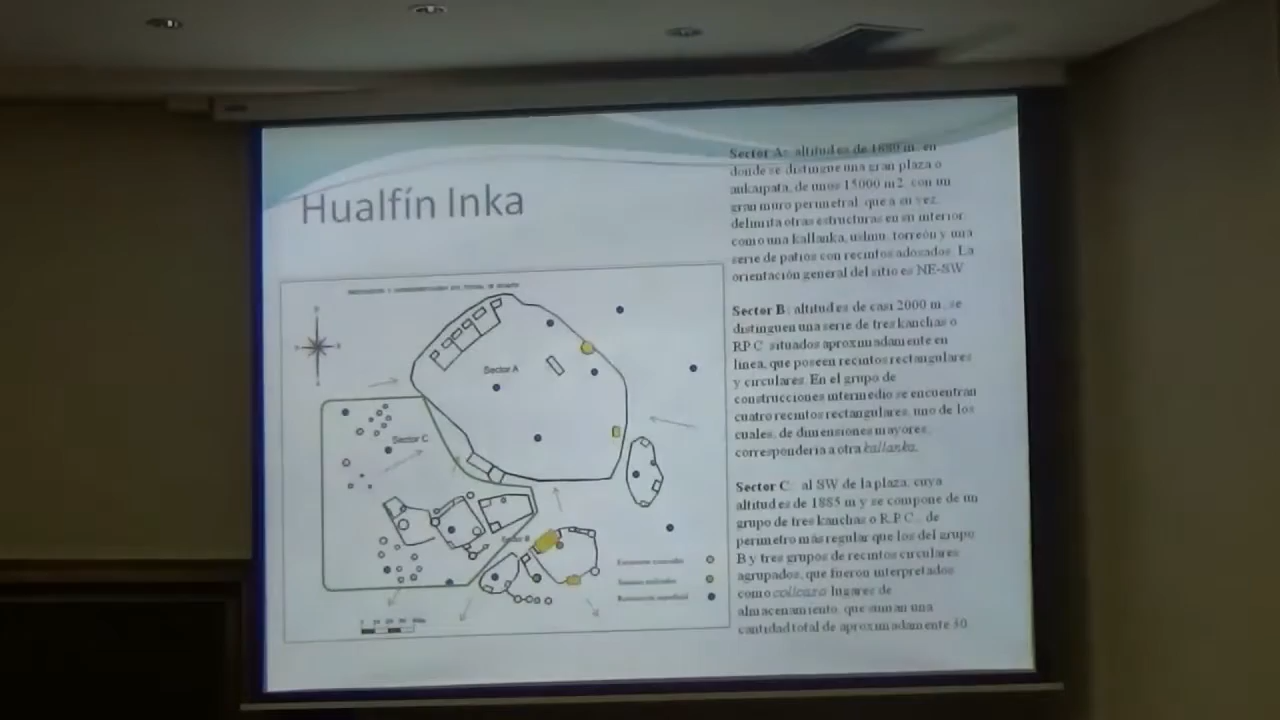 Hualfín Inka
Sector A: altitud es de 1880 m, en
donde se distingue una gran plaza o
aukaipata, de unos 15000 m2, con un
gran muro perimetral que a su vez,
delimita otras estructuras en su interior
como una kallanka, ushnu, torreón y una
serie de patios con recintos adosados. La
orientación general del sitio es NE-SW
Sector B: altitud es de casi 2000 m, se
distinguen una serie de tres kanchas o
RPC situados aproximadamente en
línea, que poseen recintos rectangulares
y circulares. En el grupo de
construcciones intermedio se encuentran
cuatro recintos rectangulares, uno de los
cuales, de dimensiones mayores,
correspondería a otra kallanka.
Sector C: al SW de la plaza, cuya
altitud es de 1885 m y se compone de un
grupo de tres kanchas o R.P.C., de
perímetro más regular que los del grupo
B y tres grupos de recintos circulares
agrupados, que fueron interpretados
como collcas o lugares de
almacenamiento, que suman una
cantidad total de aproximadamente 30
Sector A
Sector C
Sector B